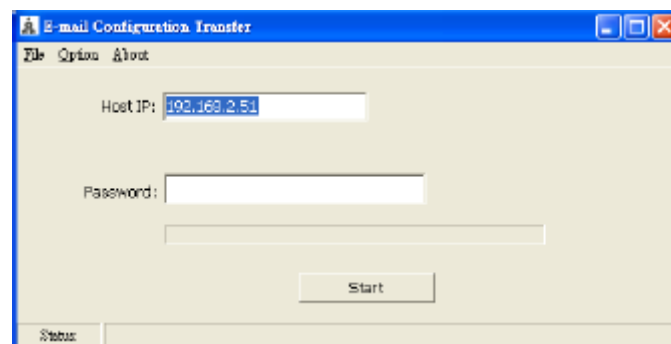 E-mail Configuration Transfer
File Option About
Host IP: 192.168.2.51
Password:
Start
Status: